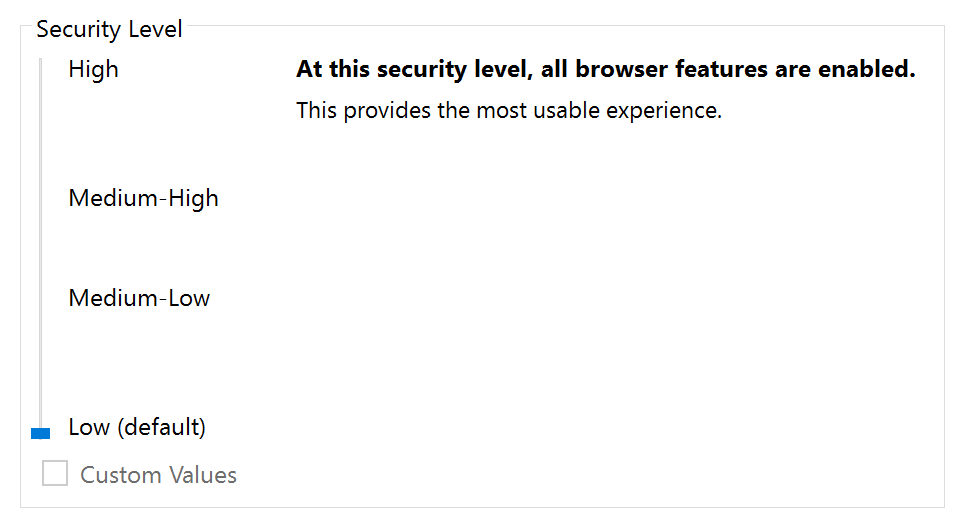 Security Level
High
At this security level, all browser features are enabled.
This provides the most usable experience.
Medium-High
Medium-Low
Low (default)
Custom Values